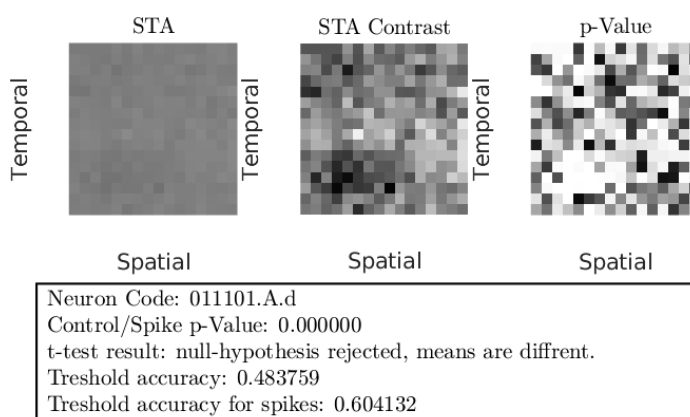 STA
STA Contrast
p-Value
Temporal
Temporal
Temporal
Spatial
Spatial
Spatial
Neuron Code: 011101.A.d
Control/Spike p-Value: 0.000000
t-test result: null-hypothesis rejected, means are diffrent.
Treshold accuracy: 0.483759
Treshold accuracy for spikes: 0.604132